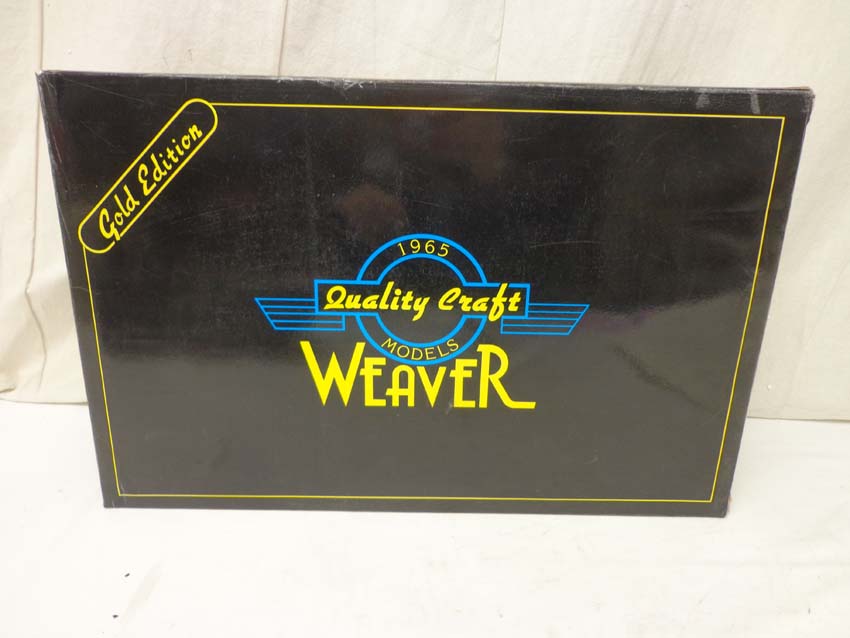 Gold Edition
1965
Quality Craft
MODELS
WEAVER